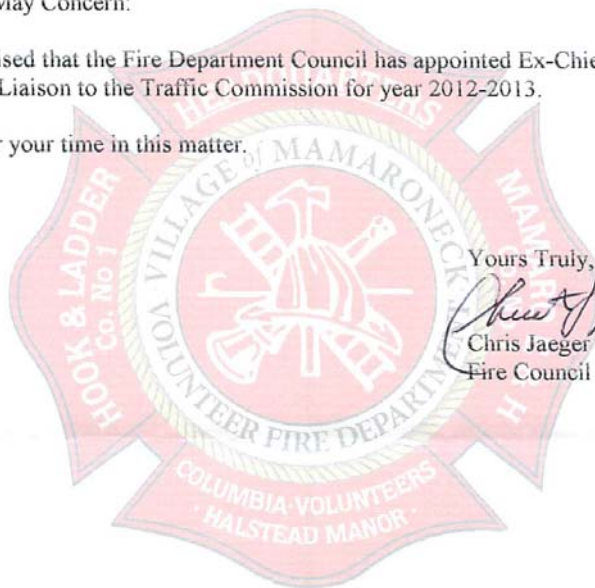 May Concern:
ised that the Fire Department Council has appointed Ex-Chie
Liaison to the Traffic Commission for year 2012-2013.
r your time in this matter.
HEADQUARTERS
VILLAGE of MAMARONECK
VOLUNTEER FIRE DEPARTMENT
HOOK & LADDER
Co. No 1
COLUMBIA·VOLUNTEERS
· HALSTEAD MANOR ·
Yours Truly,
Chris Jaeger
Fire Council